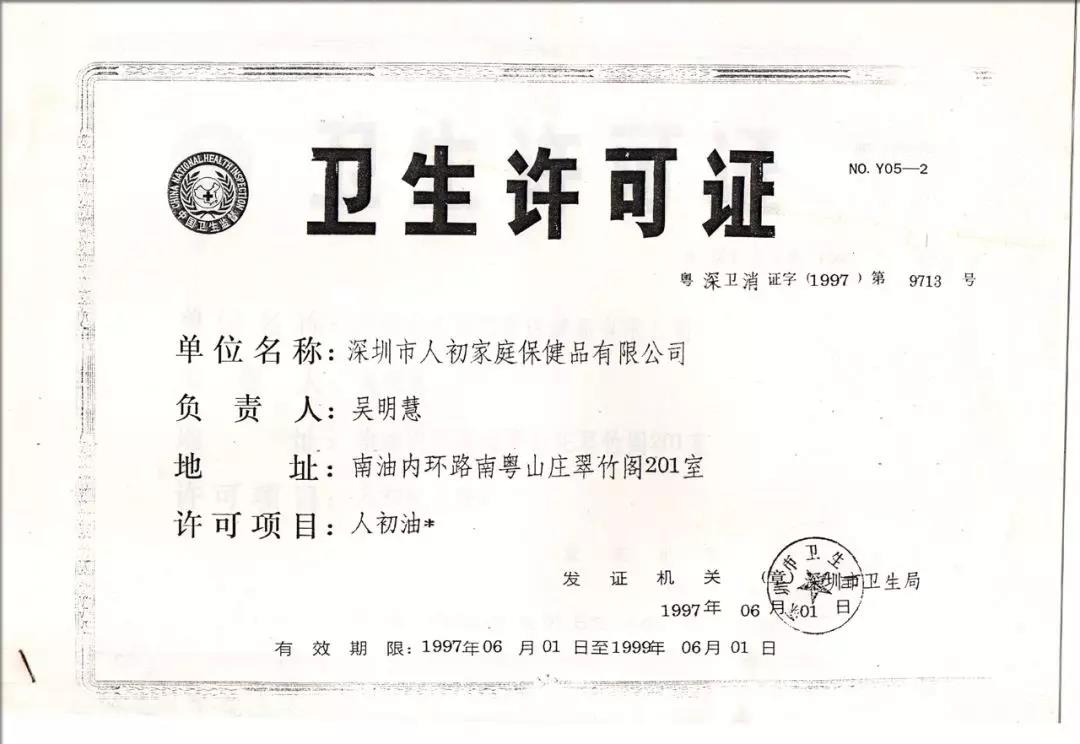 卫生许可证
NO. Y05—2
CHINA NATIONAL HEALTH INSPECTION
中国卫生监督
粤深卫消证字(1997)第 9713 号
单位名称:深圳市人初家庭保健品有限公司
负责人:吴明慧
地址:南油内环路南粤山庄翠竹阁201室
许可项目:人初油*
发证机关(章)深圳市卫生局
1997年 06月01日
有效期限:1997年06月01日至1999年06月01日